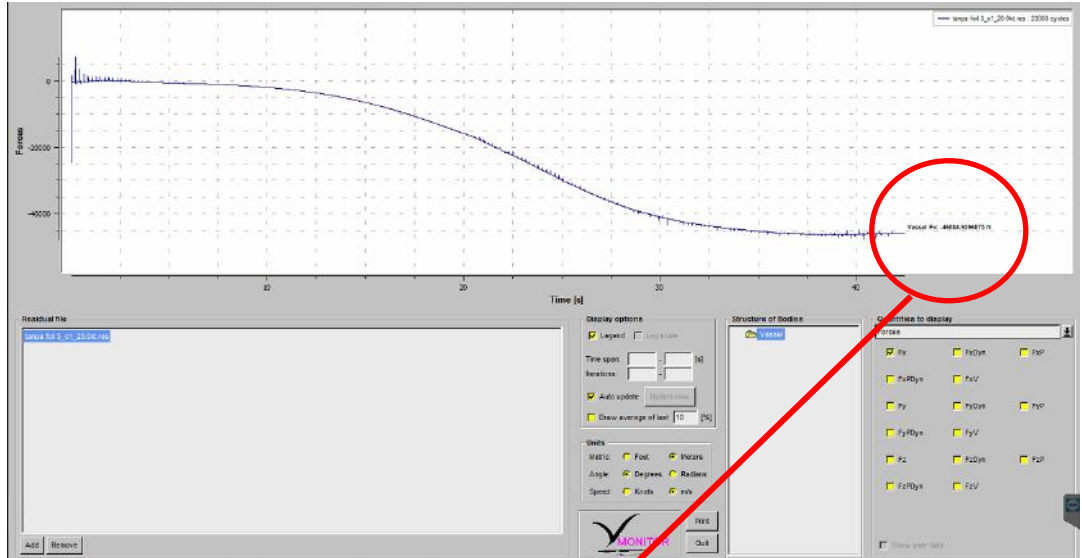 0
-20000
-40000
Forces
10
20
30
40
Time [s]
Residual file
Add
Remove
Display options
Legend
Log scale
Time span:
-
[s]
Iterations:
-
Auto update
Draw average of last
10
[%]
Units
Metric:
Feet
Meters
Angle:
Degrees
Radians
Speed:
Knots
m/s
MONITOR
Print
Quit
Structure of Bodies
Vessel
Quantities to display
Forces
Fx
FxDyn
FxP
FxPDyn
FxV
Fy
FyDyn
FyP
FyPDyn
FyV
Fz
FzDyn
FzP
FzPDyn
FzV